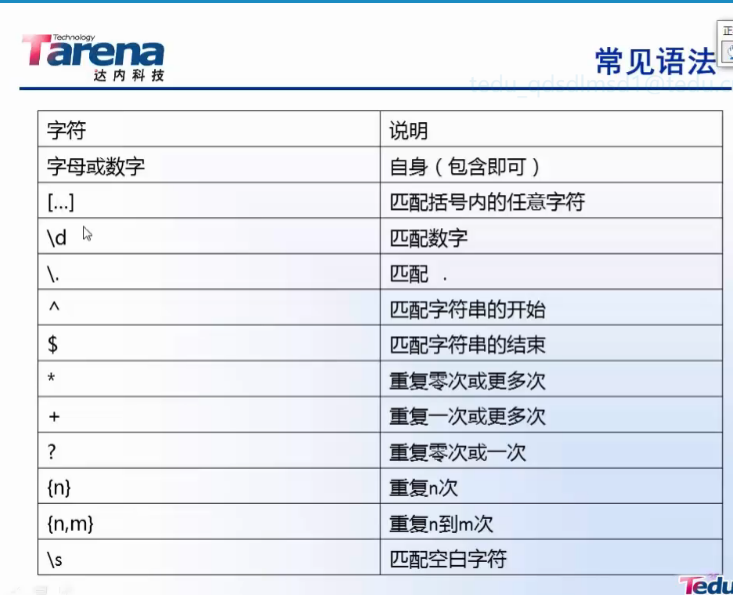 Technology
Tarena
达内科技
常见语法
正
tedu_qdsdlmsd1@tedu.c
字符 说明
字母或数字 自身（包含即可）
[...] 匹配括号内的任意字符
\d 匹配数字
\. 匹配 .
^ 匹配字符串的开始
$ 匹配字符串的结束
* 重复零次或更多次
+ 重复一次或更多次
? 重复零次或一次
{n} 重复n次
{n,m} 重复n到m次
\s 匹配空白字符
Tedu